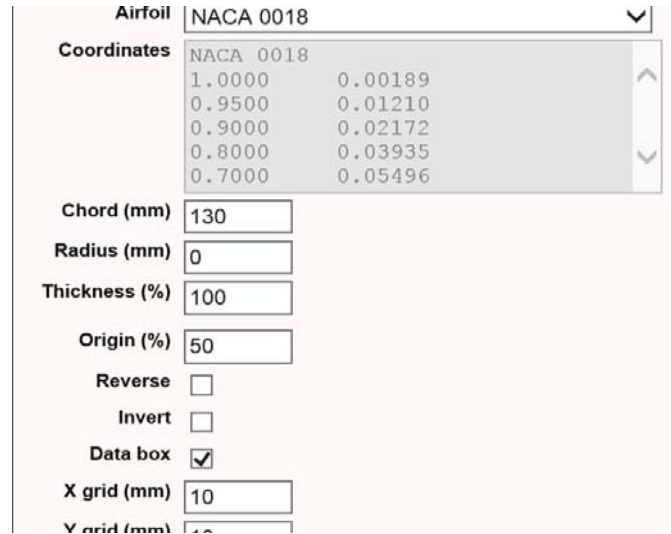 Airfoil NACA 0018
Coordinates NACA 0018
1.0000 0.00189
0.9500 0.01210
0.9000 0.02172
0.8000 0.03935
0.7000 0.05496
Chord (mm) 130
Radius (mm) 0
Thickness (%) 100
Origin (%) 50
Reverse
Invert
Data box
X grid (mm) 10
Y grid (mm)